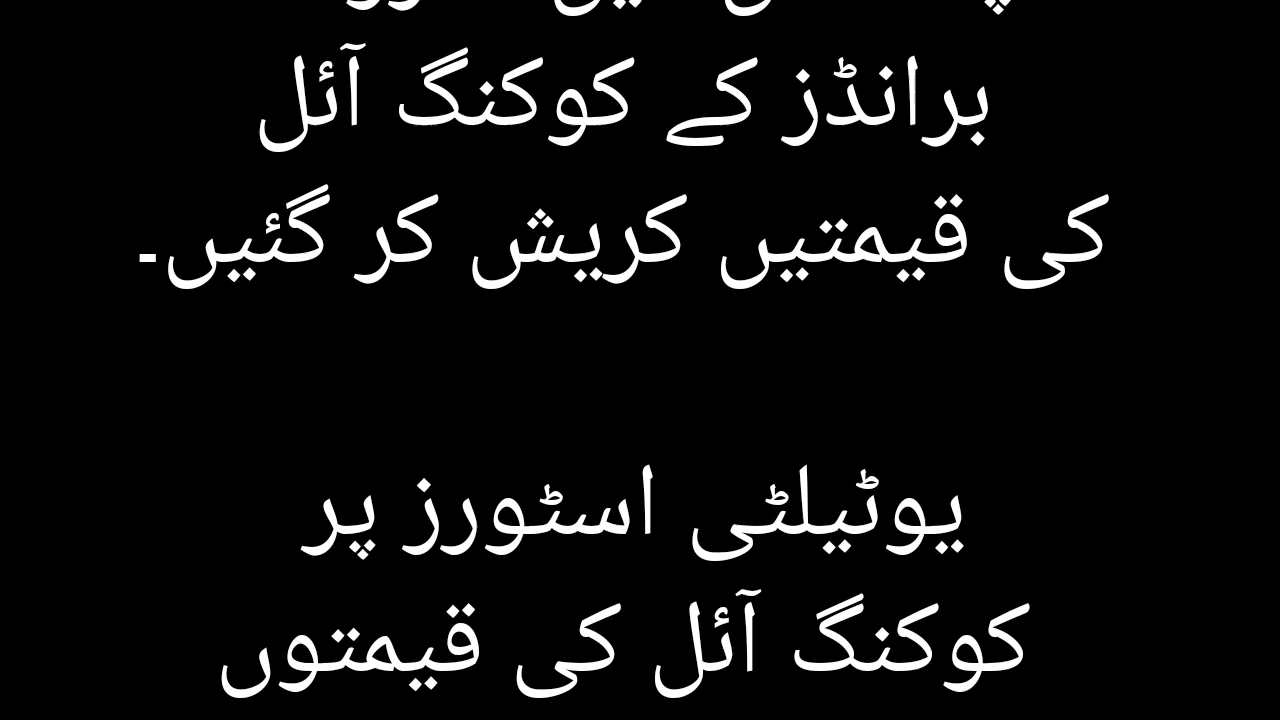 برانڈز کے کوکنگ آئل
کی قیمتیں کریش کر گئیں۔
یوٹیلٹی اسٹورز پر
کوکنگ آئل کی قیمتوں